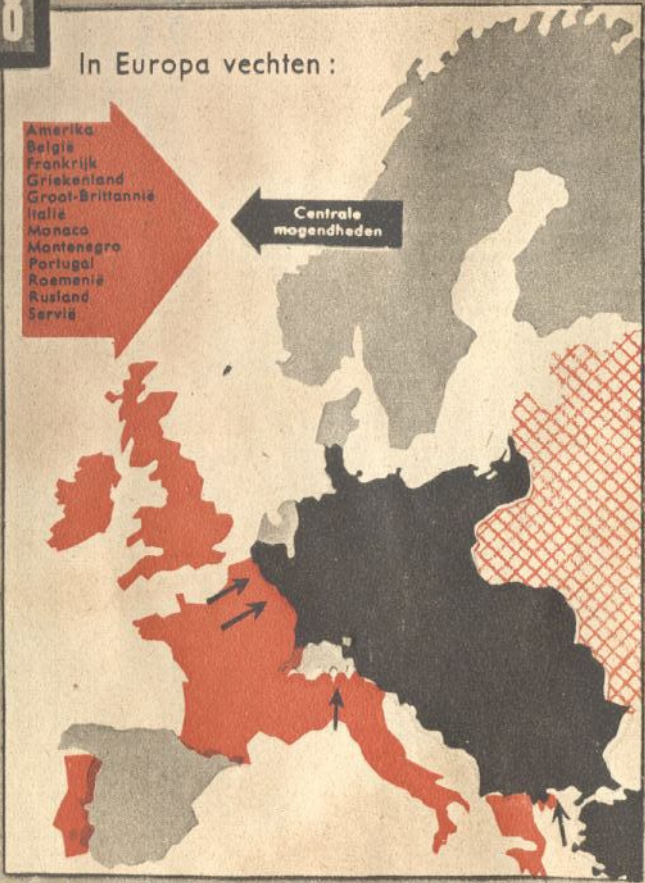 8
In Europa vechten :
Amerika
België
Frankrijk
Griekenland
Groot-Brittannië
Italië
Monaco
Montenegro
Portugal
Roemenië
Rusland
Servië
Centrale
mogendheden